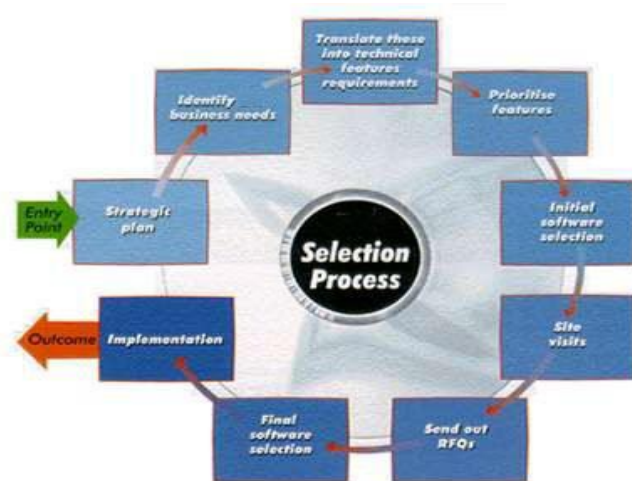 Translate these
into technical
features
requirements
Identify
business needs
Prioritise
features
Entry
Point
Strategic
plan
Initial
software
selection
Selection
Process
Outcome
Implementation
Site
visits
Final
software
selection
Send out
RFQs